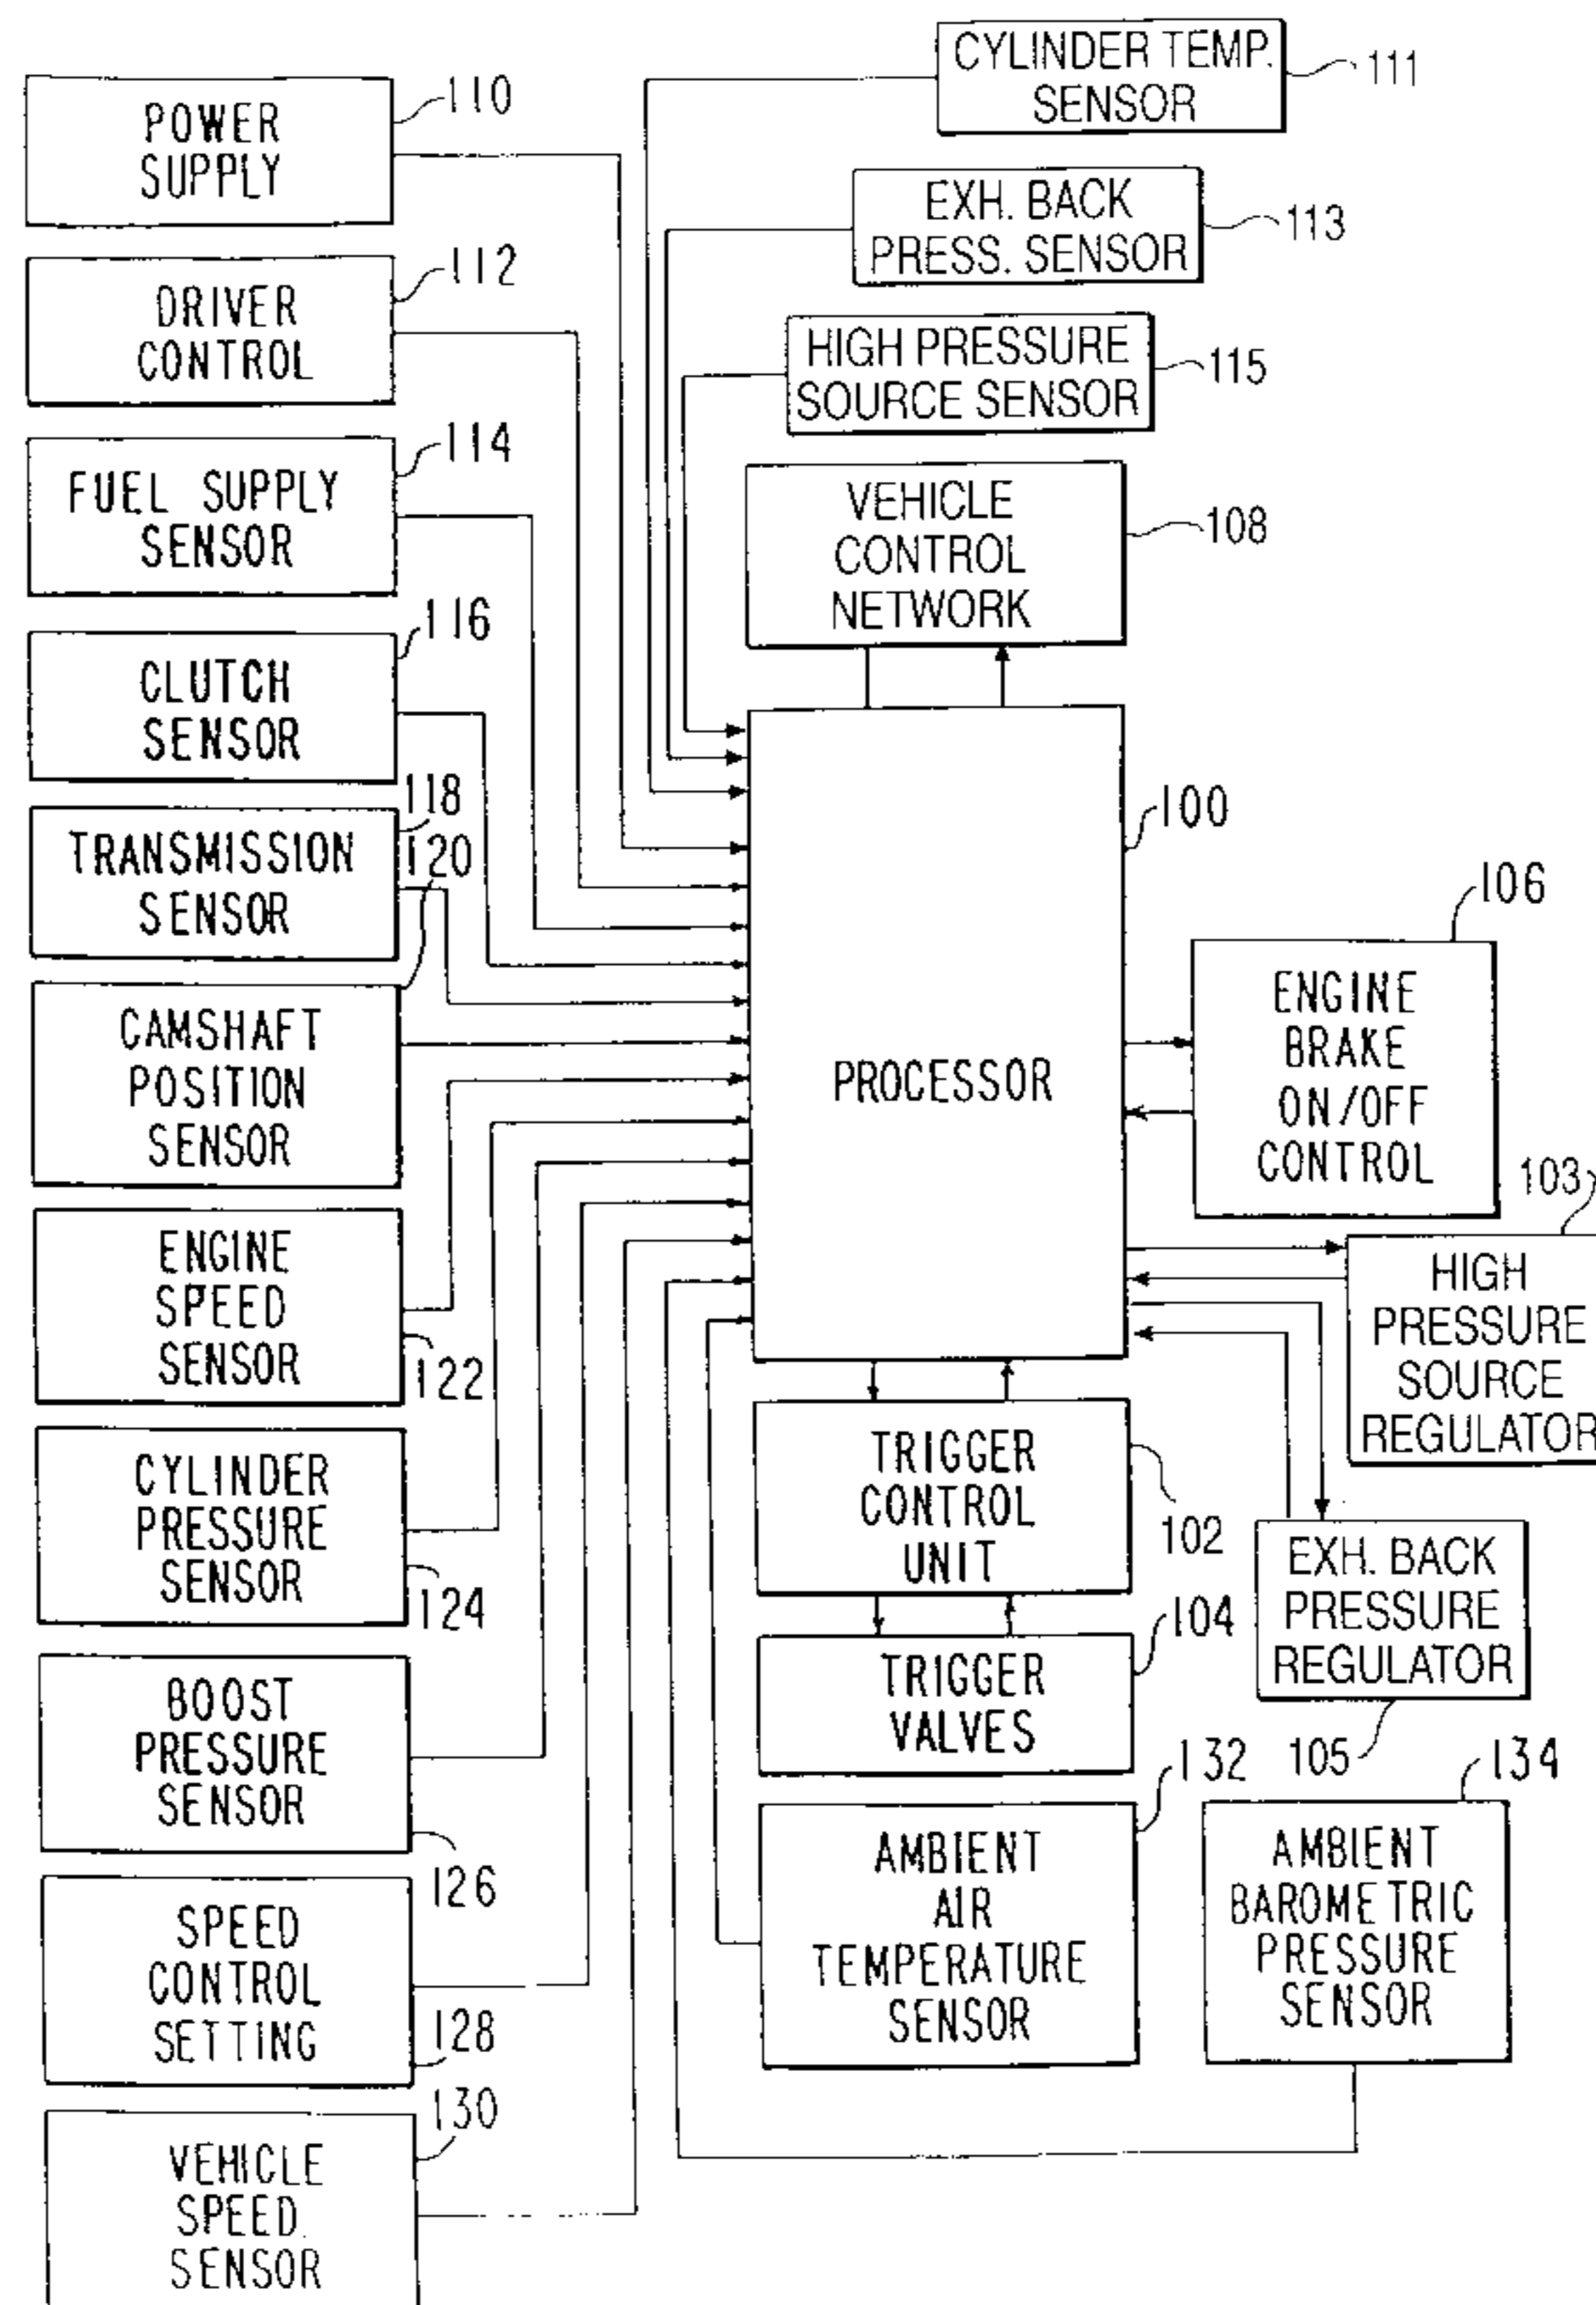 CYLINDER TEMP.
SENSOR
111
POWER
SUPPLY
110
EXH. BACK
PRESS. SENSOR
113
DRIVER
CONTROL
112
HIGH PRESSURE
SOURCE SENSOR
115
FUEL SUPPLY
SENSOR
114
VEHICLE
CONTROL
NETWORK
108
CLUTCH
SENSOR
116
TRANSMISSION
SENSOR
118
CAMSHAFT
POSITION
SENSOR
120
PROCESSOR
100
ENGINE
BRAKE
ON/OFF
CONTROL
106
ENGINE
SPEED
SENSOR
122
HIGH
PRESSURE
SOURCE
REGULATOR
103
CYLINDER
PRESSURE
SENSOR
124
TRIGGER
CONTROL
UNIT
102
EXH. BACK
PRESSURE
REGULATOR
105
TRIGGER
VALVES
104
BOOST
PRESSURE
SENSOR
126
AMBIENT
AIR
TEMPERATURE
SENSOR
132
AMBIENT
BAROMETRIC
PRESSURE
SENSOR
134
SPEED
CONTROL
SETTING
128
VEHICLE
SPEED
SENSOR
130